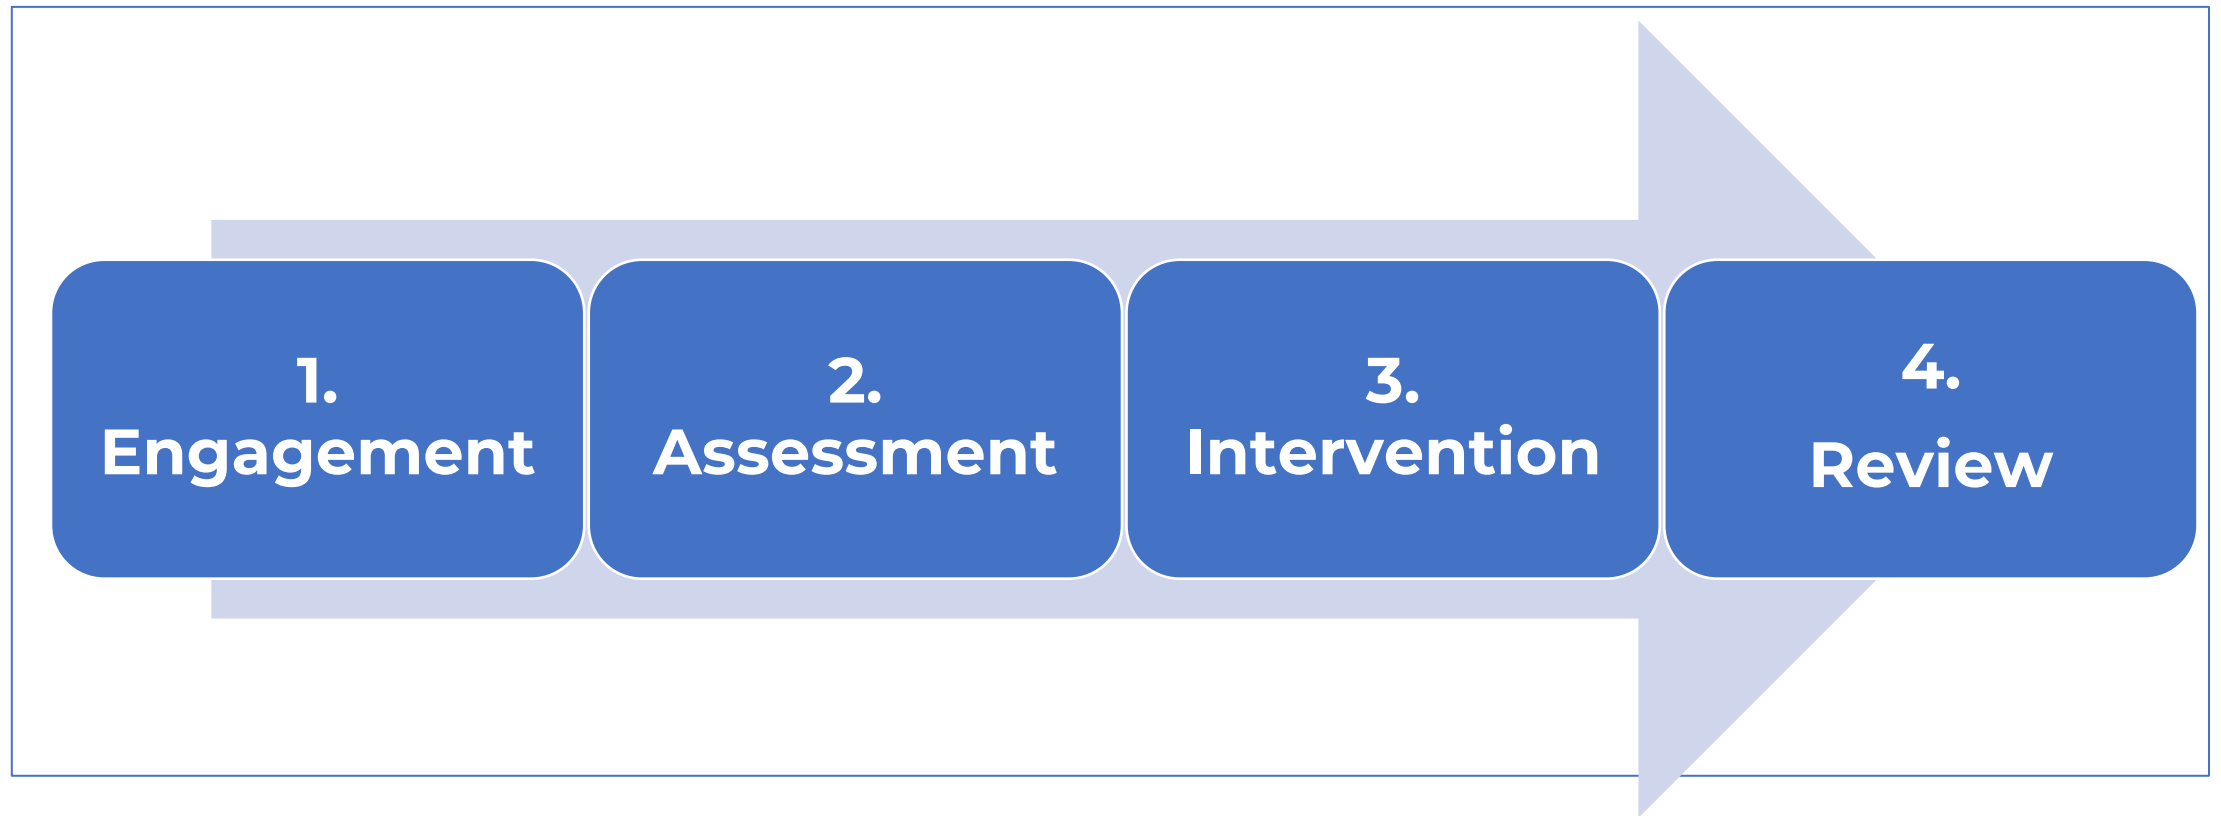 1.
Engagement
2.
Assessment
3.
Intervention
4.
Review